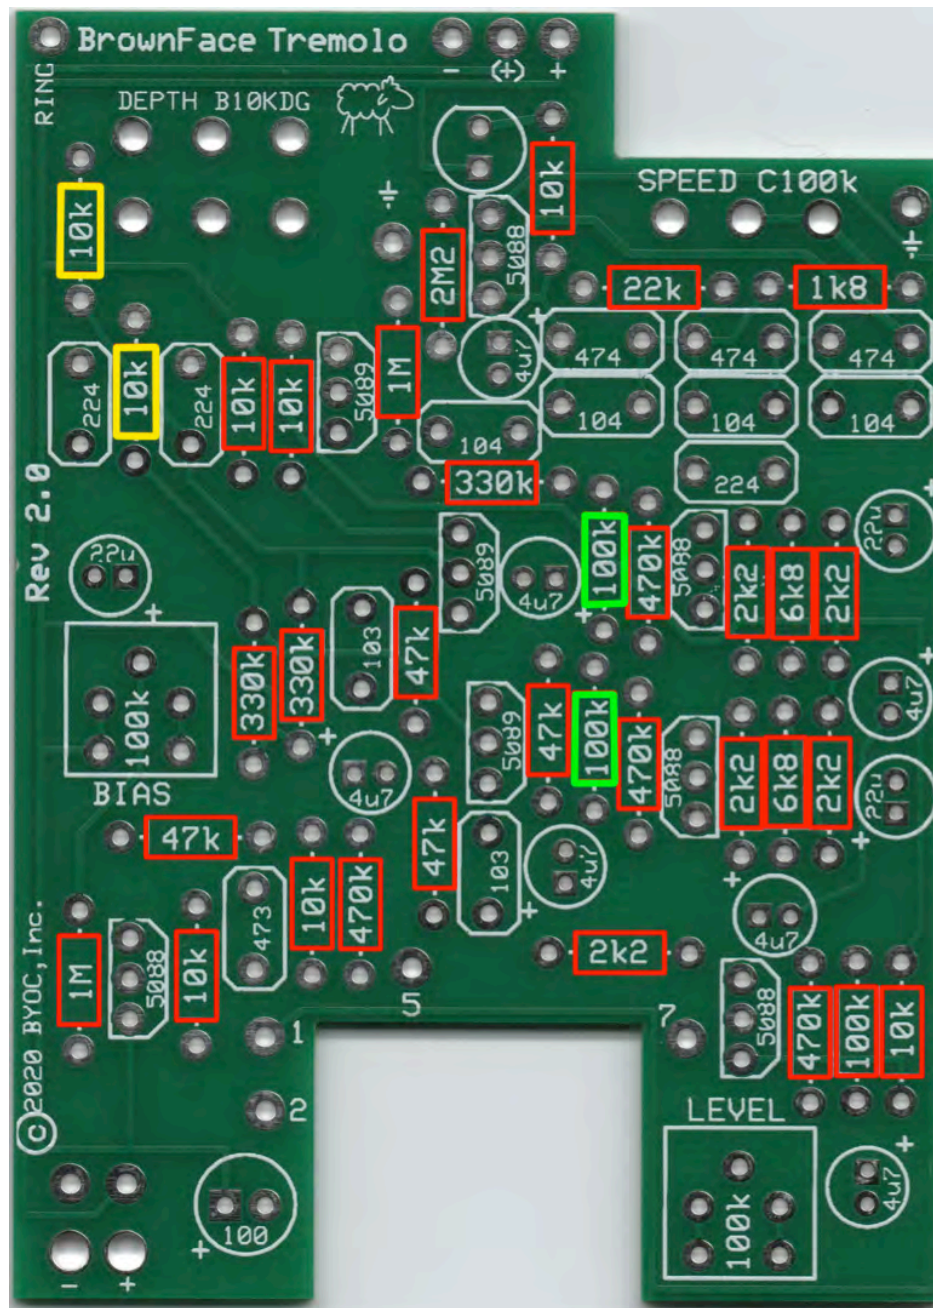 BrownFace Tremolo
- (+) +
RING
DEPTH B10KDG
10k
SPEED C100k
10k
2M2
5088
22k
1k8
4u7
474
474
474
1M
5089
10k
10k
10k
224
224
104
104
104
104
330k
224
Rev 2.0
22u
+
5089
4u7
+
100k
470k
5088
2k2
6k8
2k2
22u
+
330k
330k
103
47k
100k
BIAS
4u7
+
5089
47k
100k
470k
5088
2k2
6k8
2k2
4u7
+
22u
+
47k
10k
470k
47k
103
4u7
+
4u7
+
473
1M
5088
10k
2k2
5
7
5088
470k
100k
10k
1
2
©2020 BYOC,Inc.
LEVEL
100k
4u7
+
100
+
- +